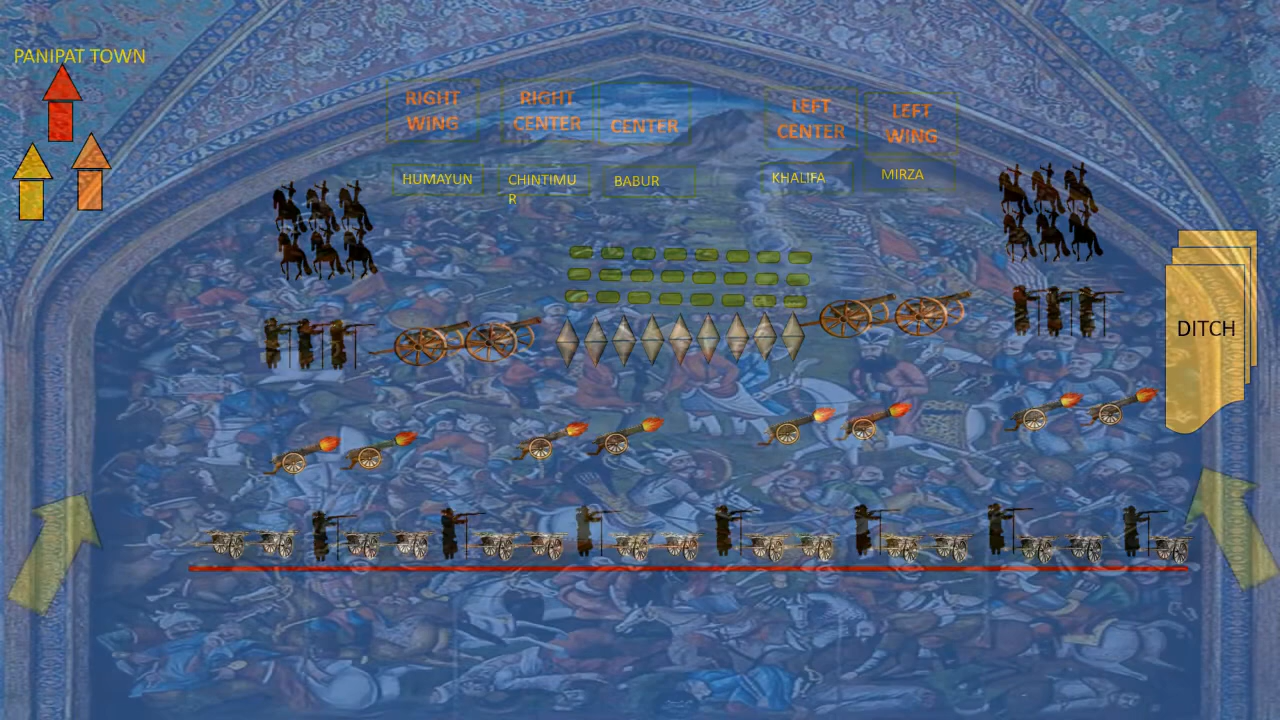 PANIPAT TOWN
RIGHT
WING
RIGHT
CENTER
CENTER
LEFT
CENTER
LEFT
WING
HUMAYUN
CHINTIMU
R
BABUR
KHALIFA
MIRZA
DITCH